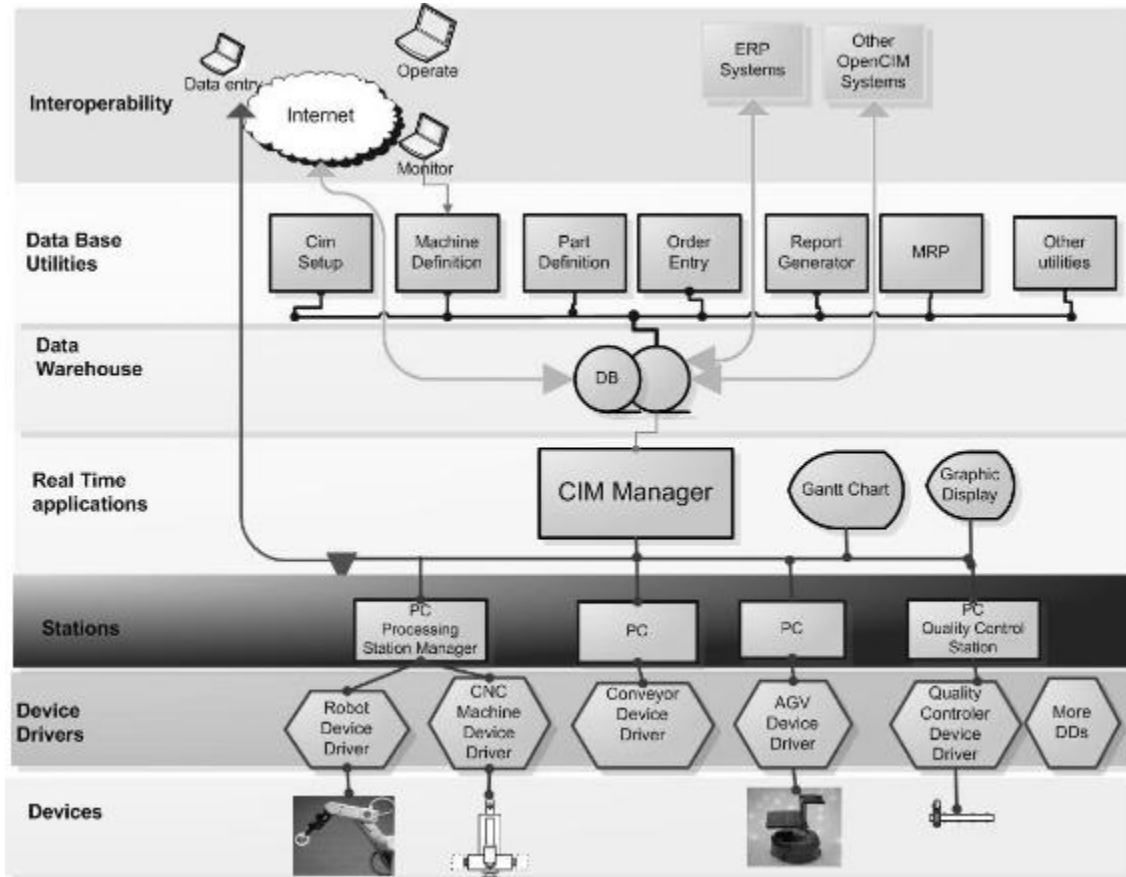 ERP
Systems
Other
OpenCIM
Systems
Operate
Data entry
Interoperability
Internet
Monitor
Data Base
Utilities
Cim
Setup
Machine
Definition
Part
Definition
Order
Entry
Report
Generator
MRP
Other
utilities
Data
Warehouse
DB
Real Time
applications
CIM Manager
Gantt Chart
Graphic
Display
Stations
PC
Processing
Station Manager
PC
PC
PC
Quality Control
Station
Device
Drivers
Robot
Device
Driver
CNC
Machine
Device
Driver
Conveyor
Device
Driver
AGV
Device
Driver
Quality
Controler
Device
Driver
More
DDs
Devices